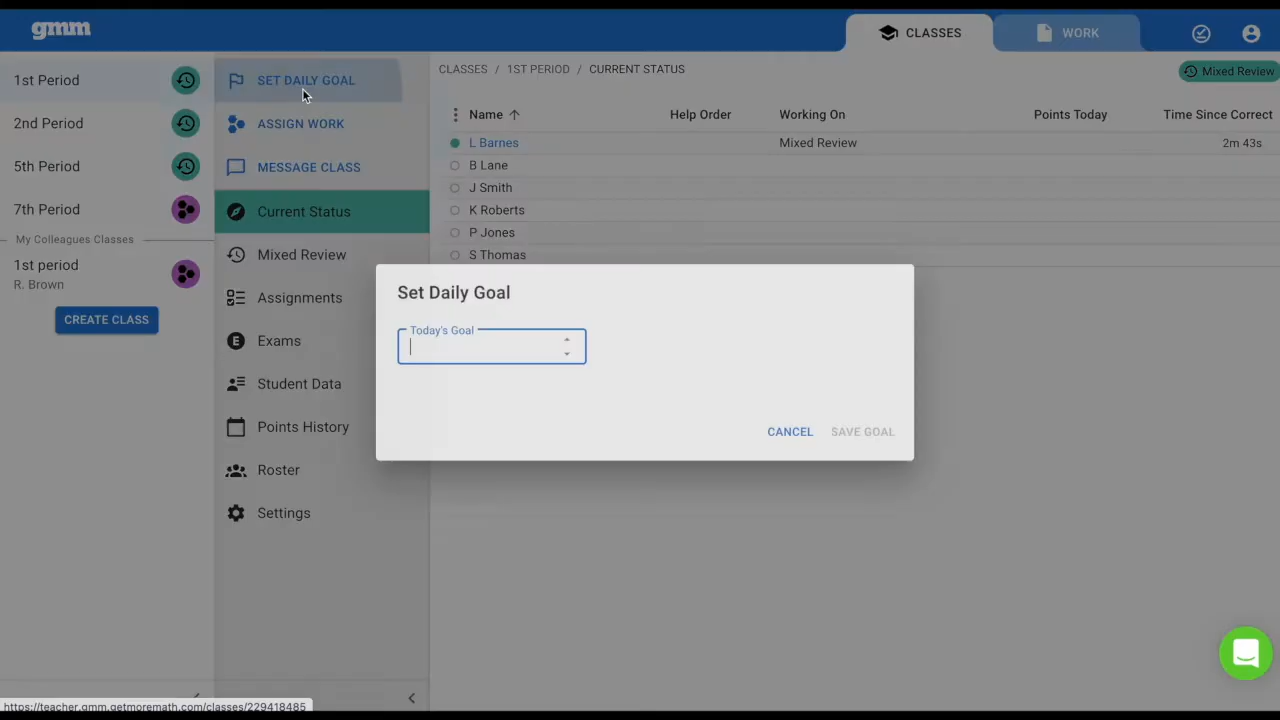 gmm
CLASSES
WORK
1st Period
2nd Period
5th Period
7th Period
My Colleagues Classes
1st period
R. Brown
CREATE CLASS
SET DAILY GOAL
ASSIGN WORK
MESSAGE CLASS
Current Status
Mixed Review
Assignments
E Exams
Student Data
Points History
Roster
Settings
CLASSES / 1ST PERIOD / CURRENT STATUS
Mixed Review
Name Help Order Working On Points Today Time Since Correct
L Barnes Mixed Review 2m 43s
B Lane
J Smith
K Roberts
P Jones
S Thomas
Set Daily Goal
Today's Goal
CANCEL SAVE GOAL
https://teacher.gmm.getmoremath.com/classes/229418485